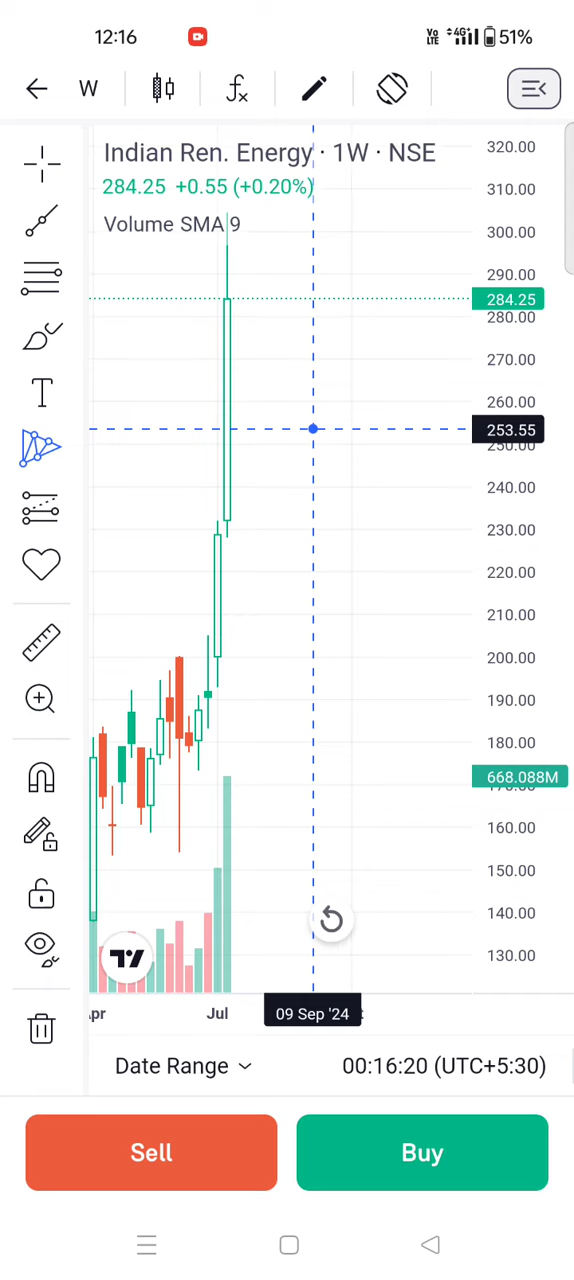 12:16
Vo LTE 4G 51%
W
fx
Indian Ren. Energy · 1W · NSE
284.25 +0.55 (+0.20%)
Volume SMA 9
320.00
310.00
300.00
290.00
284.25
280.00
270.00
260.00
253.55
250.00
240.00
230.00
220.00
210.00
200.00
190.00
180.00
668.088M
170.00
160.00
150.00
140.00
130.00
T
Apr Jul 09 Sep '24
Date Range 00:16:20 (UTC+5:30)
Sell Buy